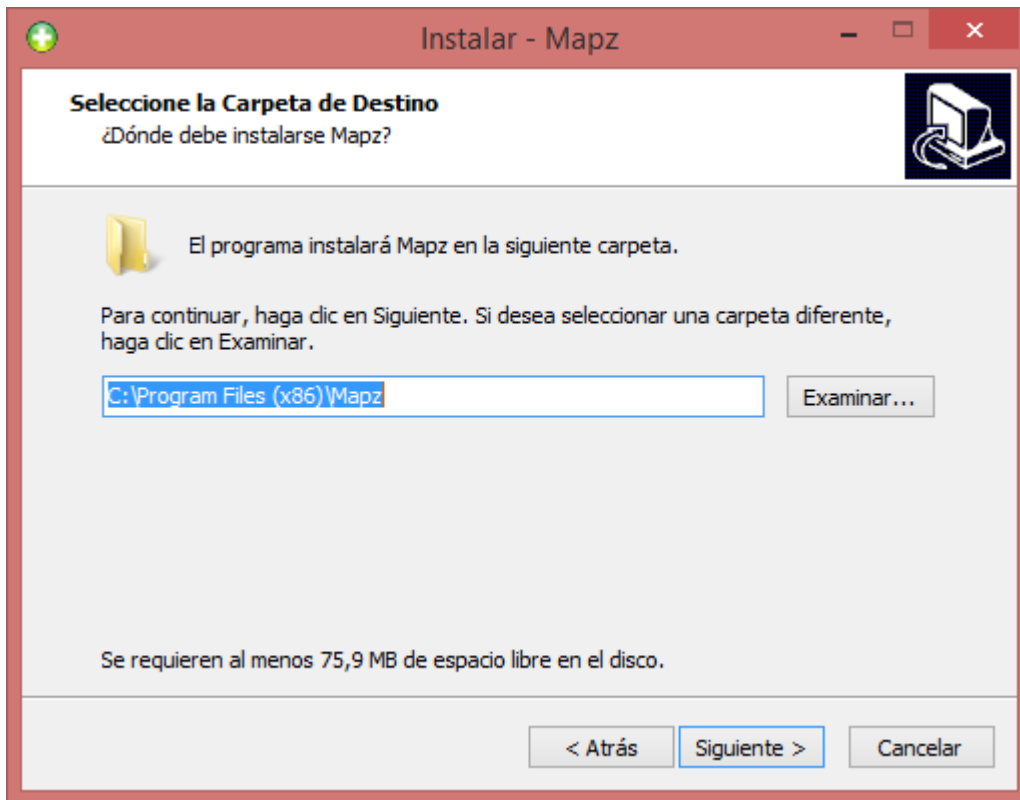 Instalar - Mapz
Seleccione la Carpeta de Destino
¿Dónde debe instalarse Mapz?
El programa instalará Mapz en la siguiente carpeta.
Para continuar, haga clic en Siguiente. Si desea seleccionar una carpeta diferente,
haga clic en Examinar.
C:\Program Files (x86)\Mapz
Examinar...
Se requieren al menos 75,9 MB de espacio libre en el disco.
< Atrás
Siguiente >
Cancelar